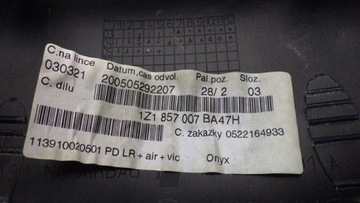 C.na lince Datum.cas odvol. Pal.poz. Sloz.
030321 200505292207 28/2 03
C. dilu
1Z1 857 007 BA47H
C. zakazky 0522164933
113910020501 PD LR + air + vic Onyx